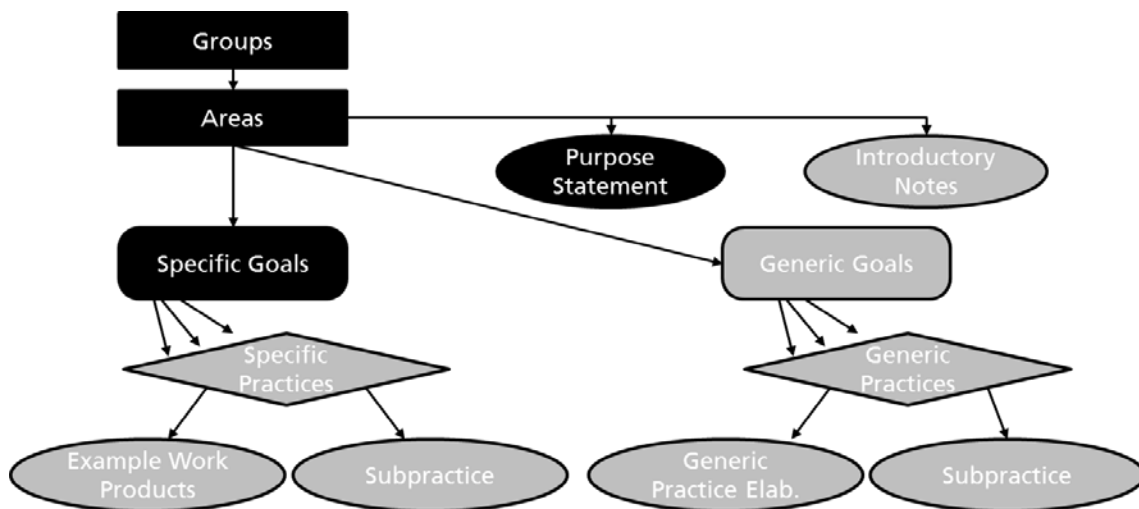 Groups
Areas
Purpose
Statement
Introductory
Notes
Specific Goals
Generic Goals
Specific
Practices
Generic
Practices
Example Work
Products
Subpractice
Generic
Practice Elab.
Subpractice